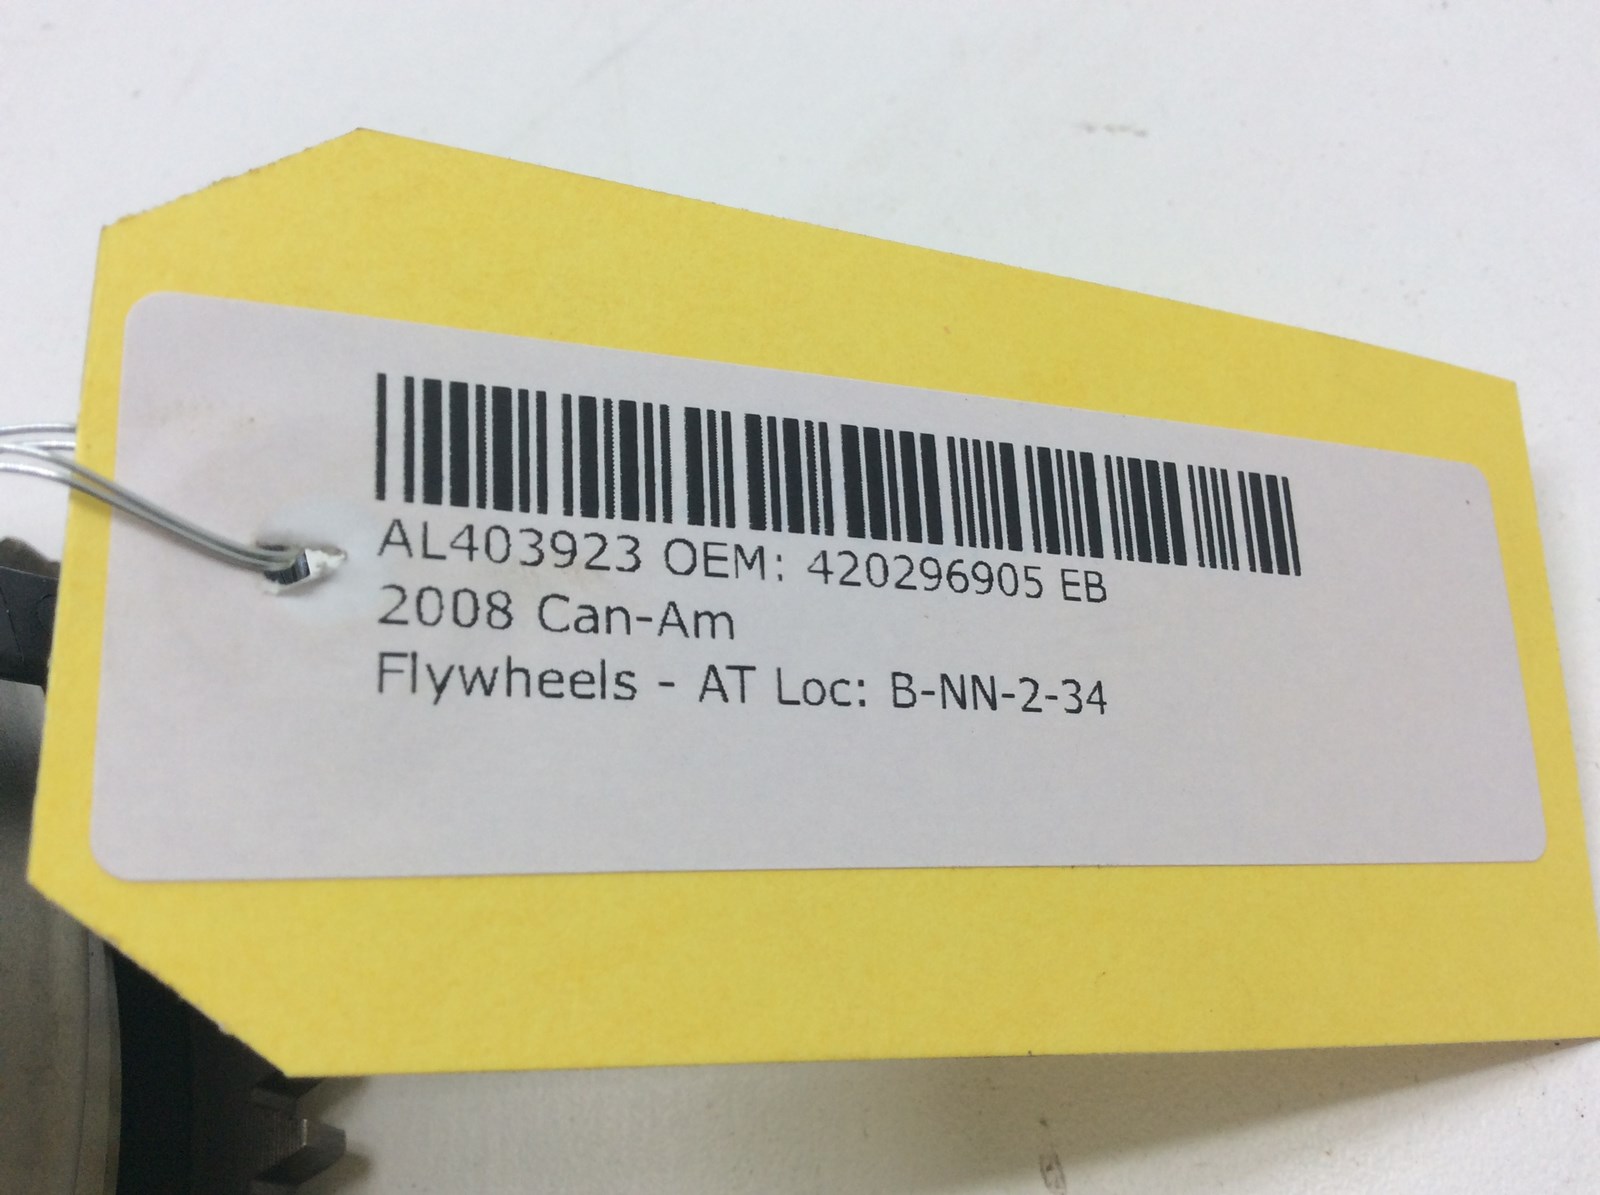 AL403923 OEM: 420296905 EB
2008 Can-Am
Flywheels - AT Loc: B-NN-2-34